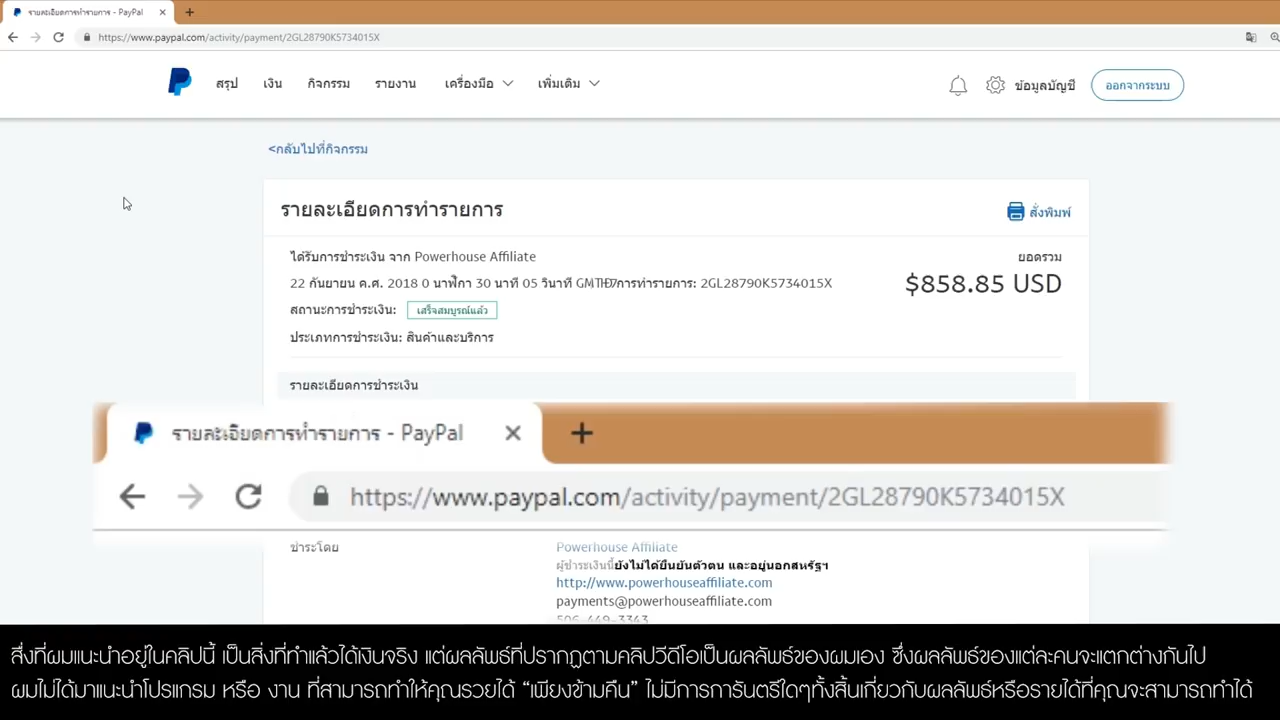 รายละเอียดการทำรายการ - PayPal
https://www.paypal.com/activity/payment/2GL28790K5734015X
สรุป เงิน กิจกรรม รายงาน เครื่องมือ เพิ่มเติม ข้อมูลบัญชี ออกจากระบบ
<กลับไปที่กิจกรรม
รายละเอียดการทำรายการ สั่งพิมพ์
ได้รับการชำระเงิน จาก Powerhouse Affiliate ยอดรวม
22 กันยายน ค.ศ. 2018 0 นาฬิกา 30 นาที 05 วินาที การทำรายการ: 2GL28790K5734015X $858.85 USD
สถานะการชำระเงิน: เสร็จสมบูรณ์แล้ว
ประเภทการชำระเงิน: สินค้าและบริการ
รายละเอียดการชำระเงิน
รายละเอียดการทำรายการ - PayPal
https://www.paypal.com/activity/payment/2GL28790K5734015X
ชำระโดย Powerhouse Affiliate
ผู้ชำระเงินนี้ยังไม่ได้ยืนยันตัวตน และอยู่นอกสหรัฐฯ
http://www.powerhouseaffiliate.com
payments@powerhouseaffiliate.com
506-449-3343
สิ่งที่ผมแนะนำอยู่ในคลิปนี้ เป็นสิ่งที่ทำแล้วได้เงินจริง แต่ผลลัพธ์ที่ปรากฏตามคลิปวีดีโอเป็นผลลัพธ์ของผมเอง ซึ่งผลลัพธ์ของแต่ละคนจะแตกต่างกันไป
ผมไม่ได้มาแนะนำโปรแกรม หรือ งาน ที่สามารถทำให้คุณรวยได้ “เพียงข้ามคืน” ไม่มีการการันตรีใดๆทั้งสิ้นเกี่ยวกับผลลัพธ์หรือรายได้ที่คุณจะสามารถทำได้